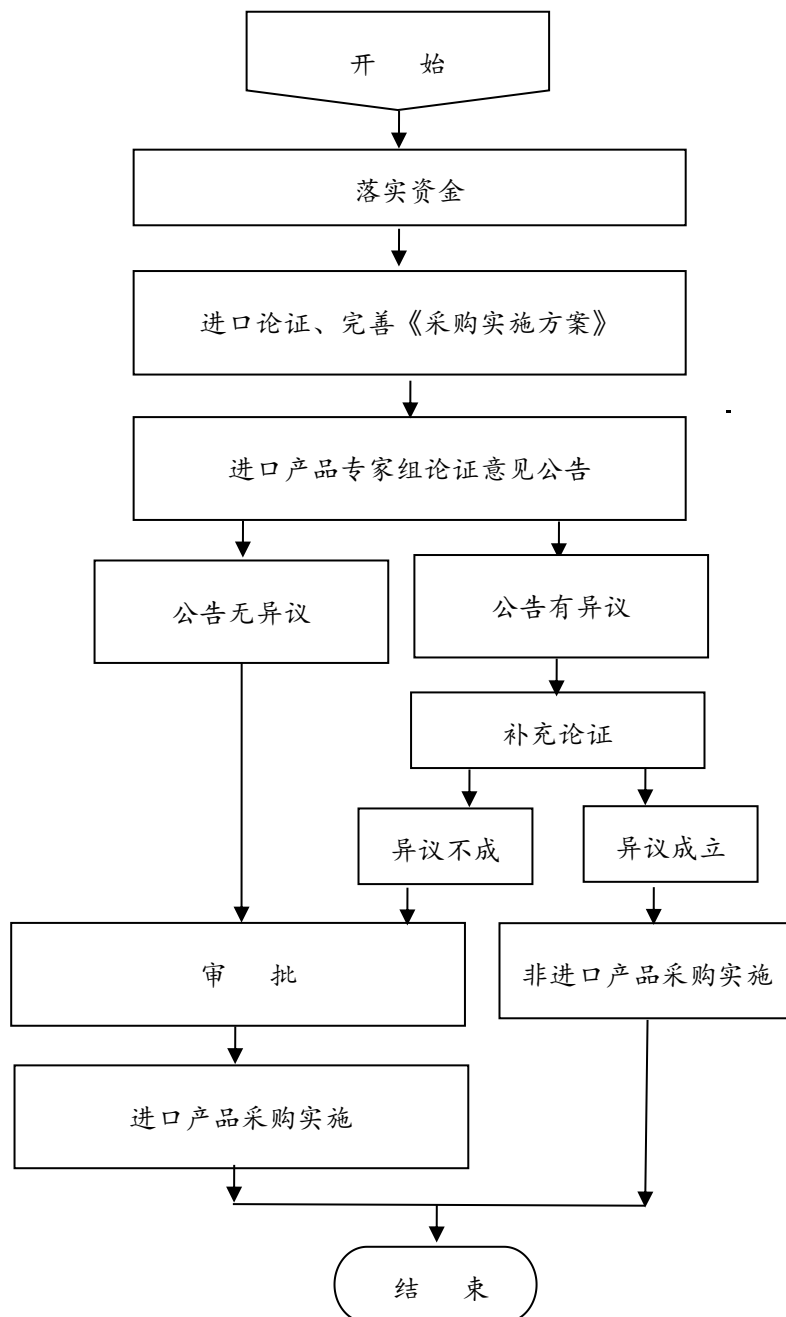 开 始
落实资金
进口论证、完善《采购实施方案》
进口产品专家组论证意见公告
公告无异议
公告有异议
补充论证
异议不成
异议成立
审 批
非进口产品采购实施
进口产品采购实施
结 束